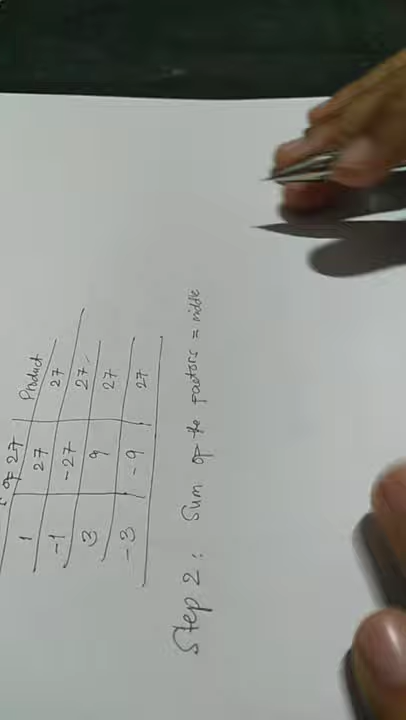 of 27 Product
1 27 27
-1 -27 27
3 9 27
-3 -9 27
Step 2: Sum of the factors = middle